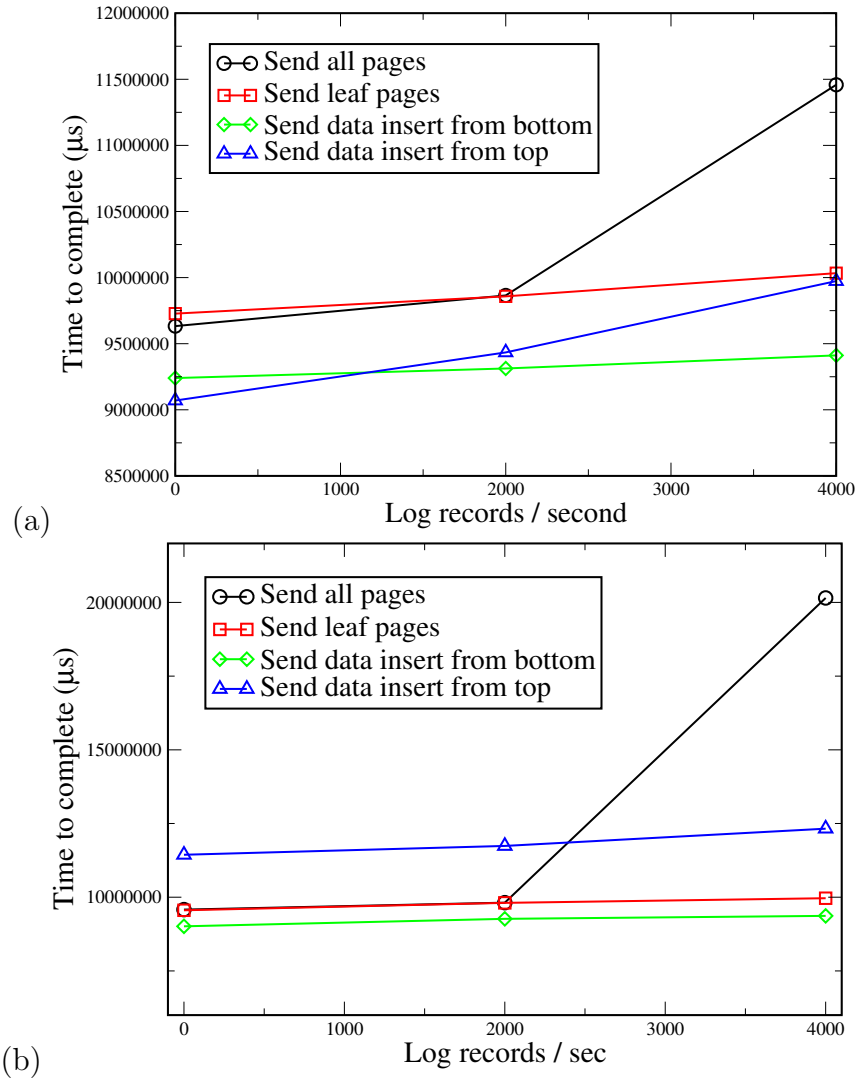 12000000
11500000
11000000
10500000
10000000
9500000
9000000
8500000
Time to complete (μs)
Send all pages
Send leaf pages
Send data insert from bottom
Send data insert from top
0 1000 2000 3000 4000
Log records / second
(a)
20000000
15000000
10000000
Time to complete (μs)
Send all pages
Send leaf pages
Send data insert from bottom
Send data insert from top
0 1000 2000 3000 4000
Log records / sec
(b)